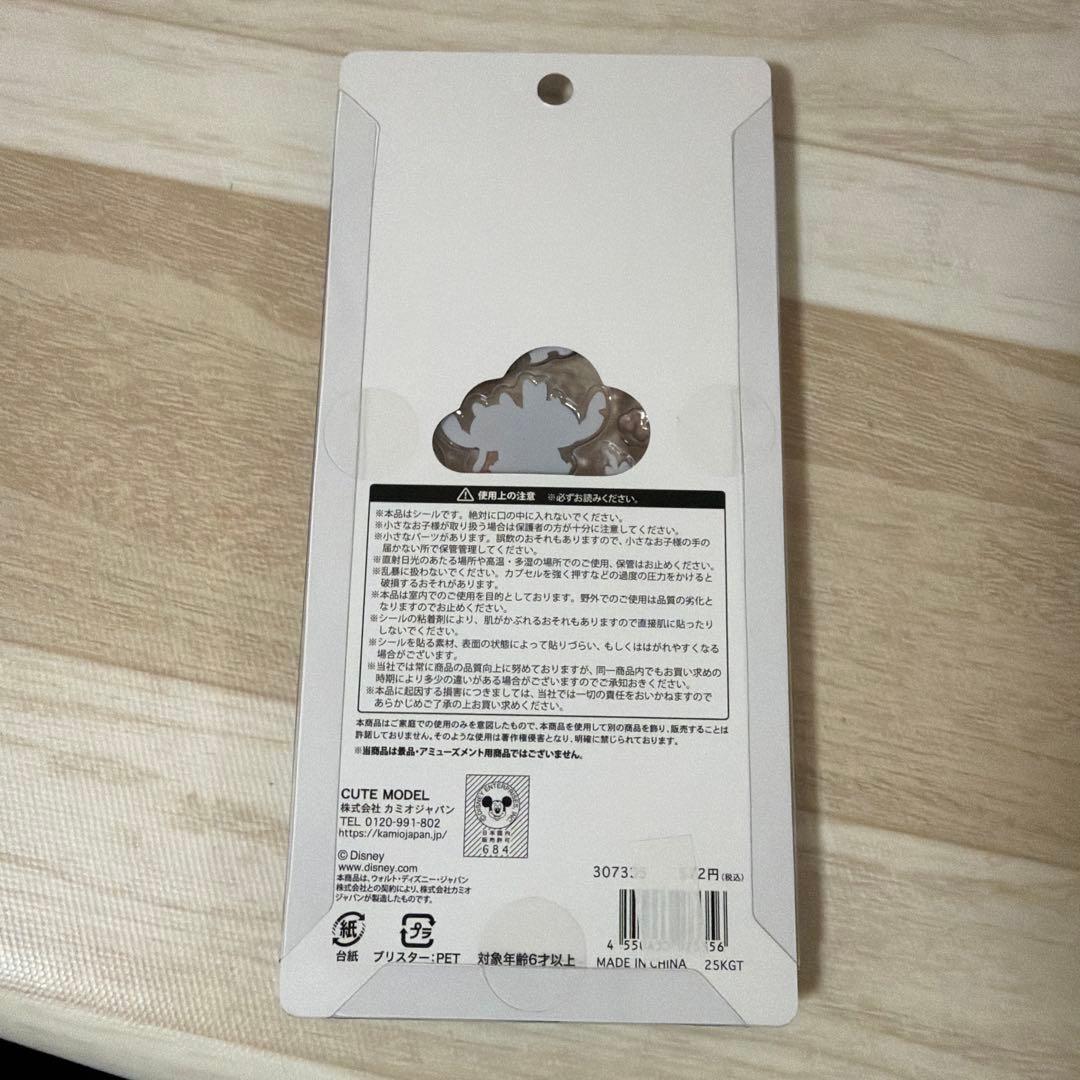 使用上の注意 ※必ずお読みください。
※本品はシールです。絶対に口の中に入れないでください。
※小さなお子様が取り扱う場合は保護者の方が十分に注意してください。
※小さなパーツがあります。誤飲のおそれもありますので、小さなお子様の手の
届かない所で保管管理してください。
※直射日光のあたる場所や高温・多湿の場所でのご使用、保管はお止めください。
※乱暴に扱わないでください。カプセルを強く押すなどの過度の圧力をかけると
破損するおそれがあります。
※本品は室内でのご使用を目的としております。野外でのご使用は品質の劣化と
なりますのでお止めください。
※シールの粘着剤により、肌がかぶれるおそれもありますので直接肌に貼ったり
しないでください。
※シールを貼る素材、表面の状態によって貼りづらい、もしくははがれやすくなる
場合がございます。
※当社では常に商品の品質向上に努めておりますが、同一商品内でもお買い求めの
時期により多少の違いがある場合がございますのでご承知おきください。
※本品に起因する損害につきましては、当社では一切の責任をおいかねますので
あらかじめご了承の上お買い求めください。
本商品はご家庭での使用のみを意図したもので、本商品を使用して別の商品を飾り、販売することは
許諾しておりません。そのような使用は著作権侵害となり、明確に禁じられております。
※当商品は景品・アミューズメント用商品ではございません。
CUTE MODEL
株式会社 カミオジャパン
TEL 0120-991-802
https://kamiojapan.jp/
© DISNEY ENTERPRISES, INC.
日本国内
販売許可
684
© Disney
www.disney.com
本商品は、ウォルト・ディズニー・ジャパン
株式会社との契約により、株式会社カミオ
ジャパンが製造したものです。
2円(税込)
紙
台紙
プラ
ブリスター:PET
対象年齢6才以上
MADE IN CHINA 25KGT